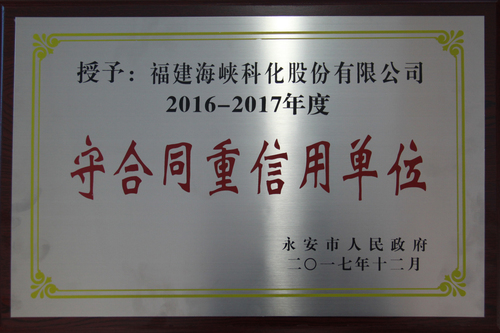 授予：福建海峡科化股份有限公司
2016-2017年度
守合同重信用单位
永安市人民政府
二〇一七年十二月